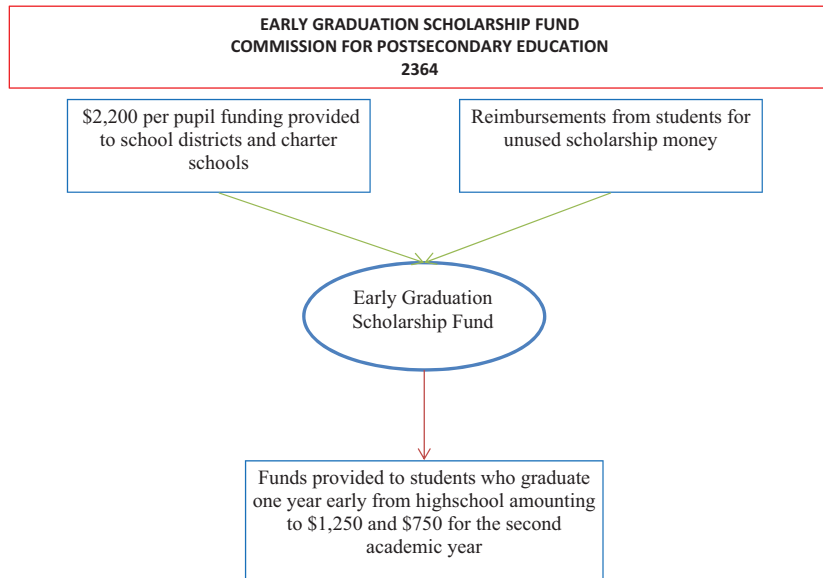 EARLY GRADUATION SCHOLARSHIP FUND
COMMISSION FOR POSTSECONDARY EDUCATION
2364
$2,200 per pupil funding provided
to school districts and charter
schools
Reimbursements from students for
unused scholarship money
Early Graduation
Scholarship Fund
Funds provided to students who graduate
one year early from highschool amounting
to $1,250 and $750 for the second
academic year